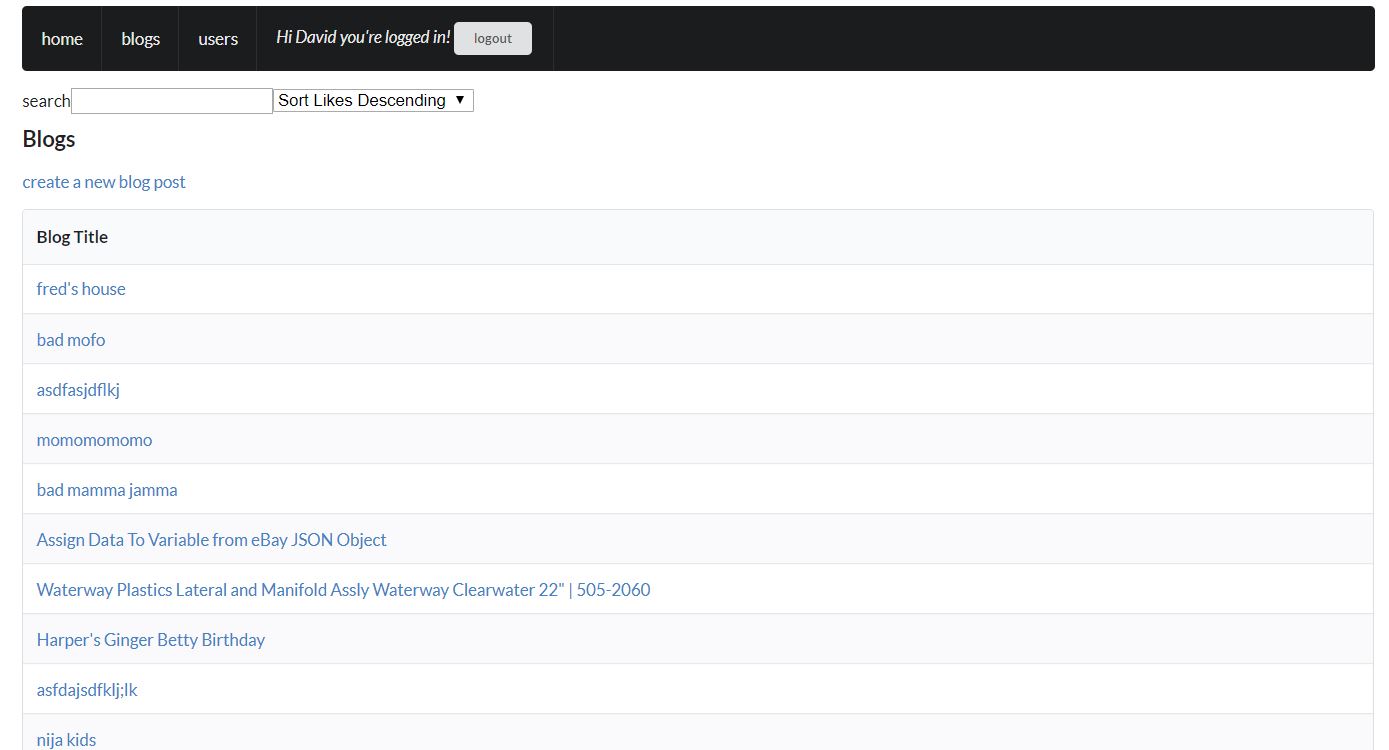 home blogs users Hi David you're logged in! logout
search Sort Likes Descending ▼
Blogs
create a new blog post
Blog Title
fred's house
bad mofo
asdfasjdflkj
momomomomo
bad mamma jamma
Assign Data To Variable from eBay JSON Object
Waterway Plastics Lateral and Manifold Assly Waterway Clearwater 22" | 505-2060
Harper's Ginger Betty Birthday
asfdajsdfklj;lk
nija kids